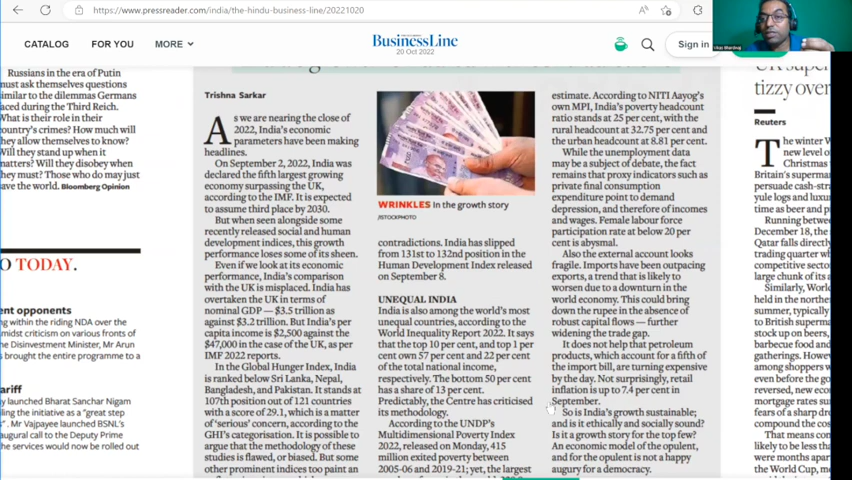 https://www.pressreader.com/india/the-hindu-business-line/20221020
CATALOG
FOR YOU
MORE
BusinessLine
20 Oct 2022
Sign in
Vikas Bhardwaj
Russians in the era of Putin
must ask themselves questions
similar to the dilemmas Germans
faced during the Third Reich.
What is their role in their
country's crimes? How much will
they allow themselves to know?
Will they stand up when it
matters? Will they disobey when
they must? Those who do may just
save the world. Bloomberg Opinion
O TODAY.
ent opponents
ng within the riding NDA over the
midst criticism on various fronts of
the Disinvestment Minister, Mr Arun
brought the entire programme to a
ariff
y launched Bharat Sanchar Nigam
ling the initiative as a "great step
. Mr Vajpayee launched BSNL's
augural call to the Deputy Prime
the services would now be rolled out
Trishna Sarkar
As we are nearing the close of
2022, India's economic
parameters have been making
headlines.
On September 2, 2022, India was
declared the fifth largest growing
economy surpassing the UK,
according to the IMF. It is expected
to assume third place by 2030.
But when seen alongside some
recently released social and human
development indices, this growth
performance loses some of its sheen.
Even if we look at its economic
performance, India's comparison
with the UK is misplaced. India has
overtaken the UK in terms of
nominal GDP — $3.5 trillion as
against $3.2 trillion. But India's per
capita income is $2,500 against the
$47,000 in the case of the UK, as per
IMF 2022 reports.
In the Global Hunger Index, India
is ranked below Sri Lanka, Nepal,
Bangladesh, and Pakistan. It stands at
107th position out of 121 countries
with a score of 29.1, which is a matter
of 'serious' concern, according to the
GHI's categorisation. It is possible to
argue that the methodology of these
studies is flawed, or biased. But some
other prominent indices too paint an
WRINKLES In the growth story
/ISTOCKPHOTO
contradictions. India has slipped
from 131st to 132nd position in the
Human Development Index released
on September 8.
UNEQUAL INDIA
India is also among the world's most
unequal countries, according to the
World Inequality Report 2022. It says
that the top 10 per cent, and top 1 per
cent own 57 per cent and 22 per cent
of the total national income,
respectively. The bottom 50 per cent
has a share of 13 per cent.
Predictably, the Centre has criticised
its methodology.
According to the UNDP's
Multidimensional Poverty Index
2022, released on Monday, 415
million exited poverty between
2005-06 and 2019-21; yet, the largest
estimate. According to NITI Aayog's
own MPI, India's poverty headcount
ratio stands at 25 per cent, with the
rural headcount at 32.75 per cent and
the urban headcount at 8.81 per cent.
While the unemployment data
may be a subject of debate, the fact
remains that proxy indicators such as
private final consumption
expenditure point to demand
depression, and therefore of incomes
and wages. Female labour force
participation rate at below 20 per
cent is abysmal.
Also the external account looks
fragile. Imports have been outpacing
exports, a trend that is likely to
worsen due to a downturn in the
world economy. This could bring
down the rupee in the absence of
robust capital flows — further
widening the trade gap.
It does not help that petroleum
products, which account for a fifth of
the import bill, are turning expensive
by the day. Not surprisingly, retail
inflation is up to 7.4 per cent in
September.
So is India's growth sustainable;
and is it ethically and socially sound?
Is it a growth story for the top few?
An economic model of the opulent,
and for the opulent is not a happy
augury for a democracy.
tizzy over
Reuters
The winter W
new level o
Christmas
Britain's superma
persuade cash-str
yule logs and luxur
time as beer and p
Running betwee
December 18, the
Qatar falls directly
trading quarter wh
competitive sector
large chunk of its a
Similarly, World
held in the northe
summer, typically
to British supermar
stock up on beers,
barbecue food and
gatherings. Howev
among shoppers w
even before the go
reversed, new eco
mortgage rates su
fears of a sharp dro
compound the diff
That means con
likely to be less tha
were months apart
the World Cup, me